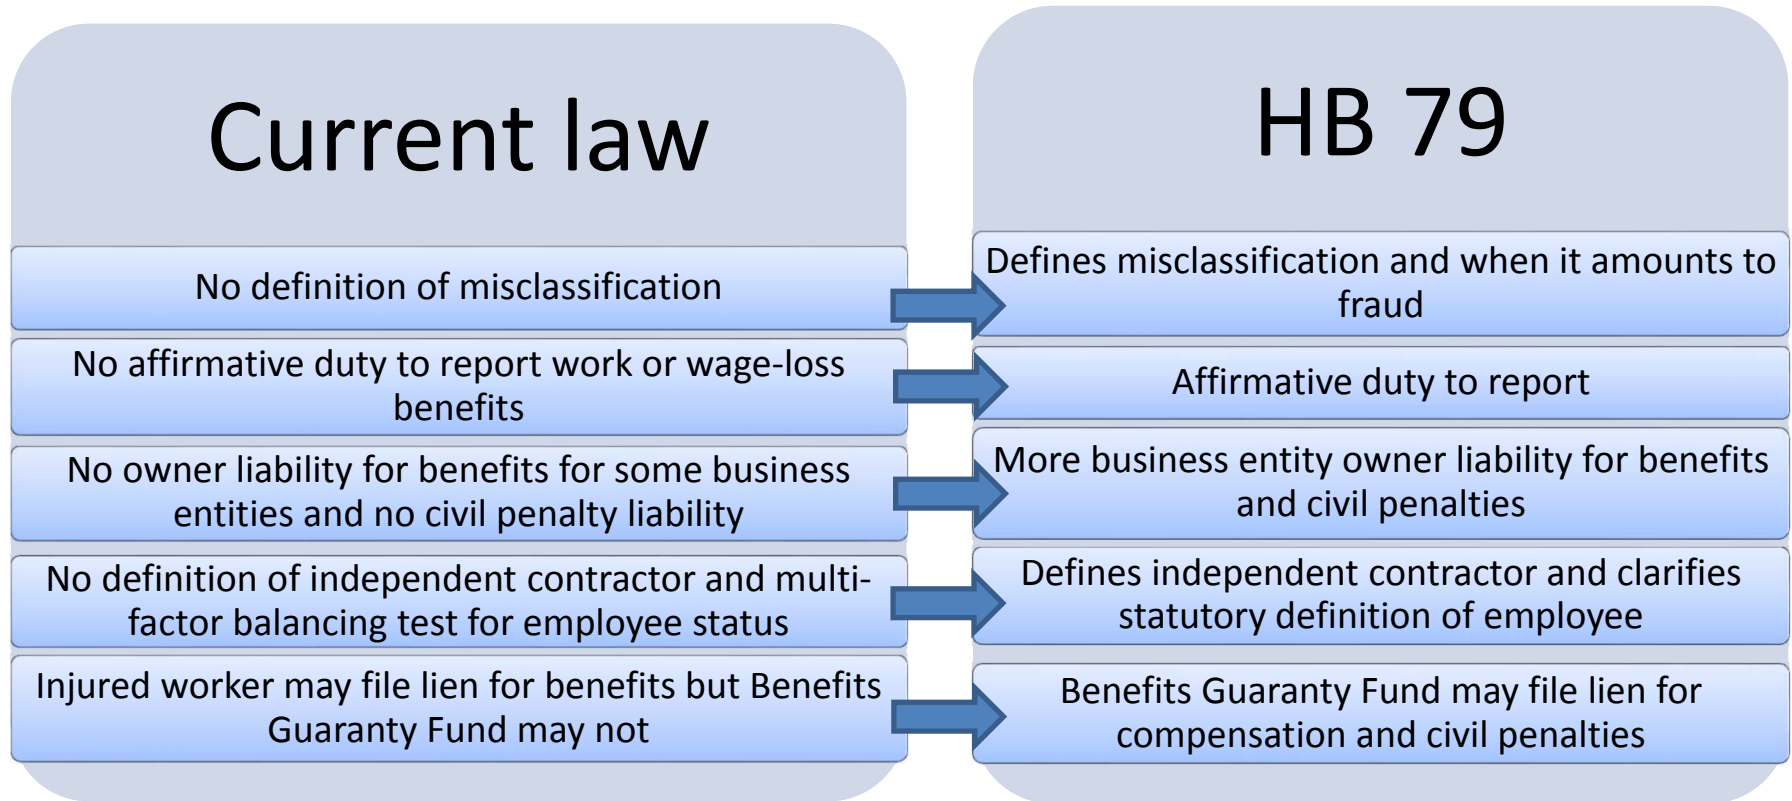 Current law
No definition of misclassification
No affirmative duty to report work or wage-loss
benefits
No owner liability for benefits for some business
entities and no civil penalty liability
No definition of independent contractor and multi-
factor balancing test for employee status
Injured worker may file lien for benefits but Benefits
Guaranty Fund may not
HB 79
Defines misclassification and when it amounts to
fraud
Affirmative duty to report
More business entity owner liability for benefits
and civil penalties
Defines independent contractor and clarifies
statutory definition of employee
Benefits Guaranty Fund may file lien for
compensation and civil penalties